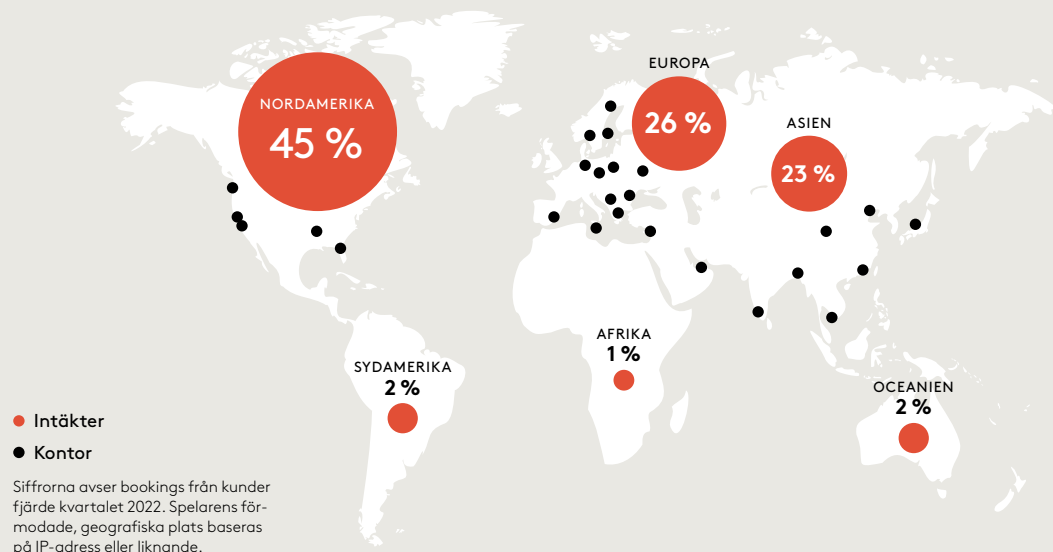 EUROPA
NORDAMERIKA
45 %
26 %
ASIEN
23 %
AFRIKA
1 %
SYDAMERIKA
2 %
OCEANIEN
2 %
Intäkter
Kontor
Siffrorna avser bookings från kunder
fjärde kvartalet 2022. Spelarens för-
modade, geografiska plats baseras
på IP-adress eller liknande.